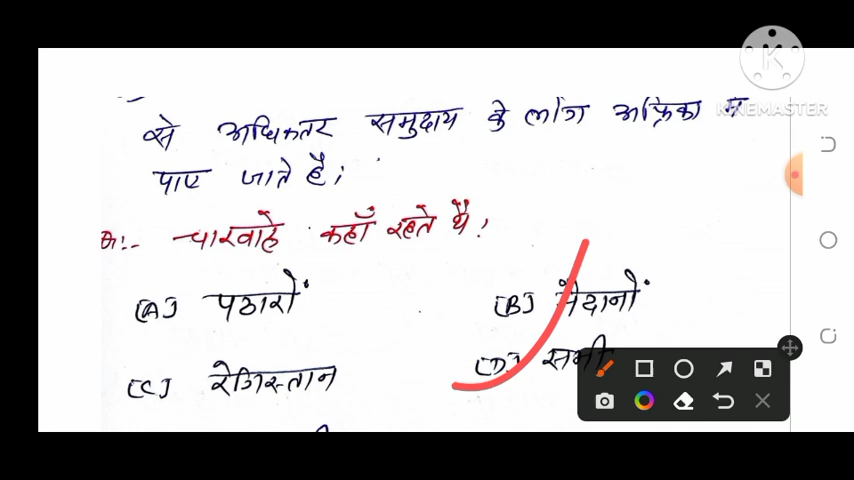 KINEMASTER
से अधिकतर समुदाय के लोग अफ्रिका म
पाए जाते है;
चारवाहे कहाँ रहते थे!
(A) पठारों (B) मैदानों
(C) रेगिस्तान (D) सभी